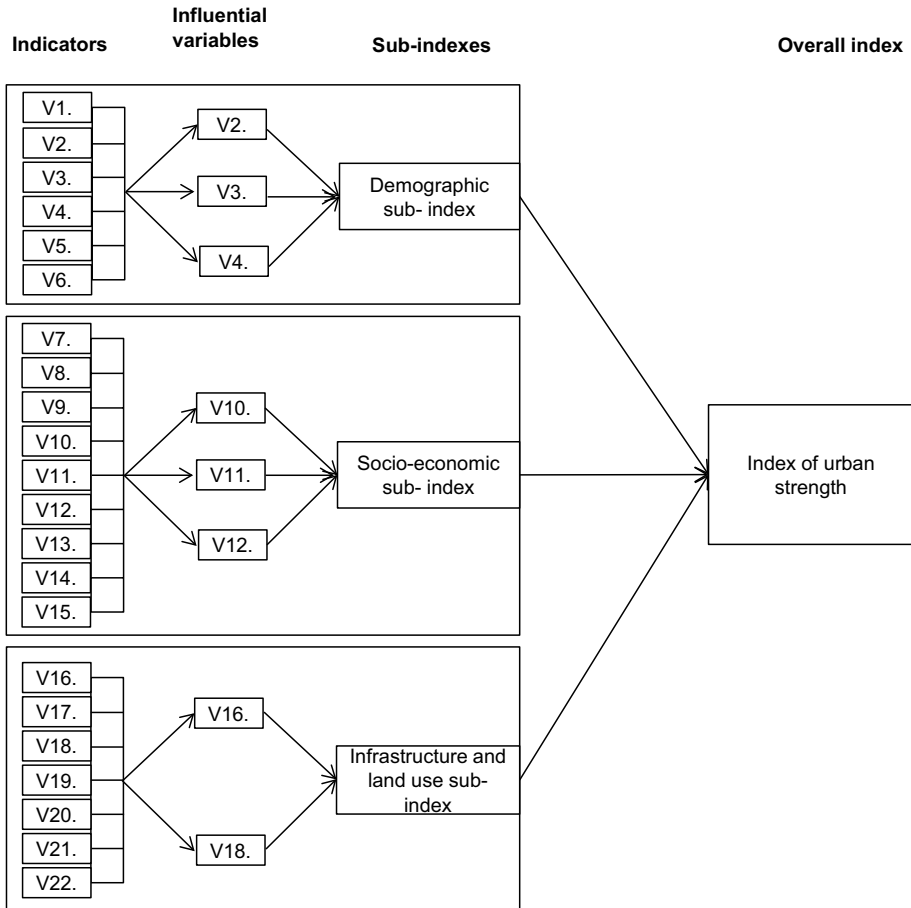 Indicators
Influential
variables
Sub-indexes
Overall index
V1.
V2.
V3.
V4.
V5.
V6.
V2.
V3.
V4.
Demographic
sub- index
V7.
V8.
V9.
V10.
V11.
V12.
V13.
V14.
V15.
V10.
V11.
V12.
Socio-economic
sub- index
V16.
V17.
V18.
V19.
V20.
V21.
V22.
V16.
V18.
Infrastructure and
land use sub-
index
Index of urban
strength